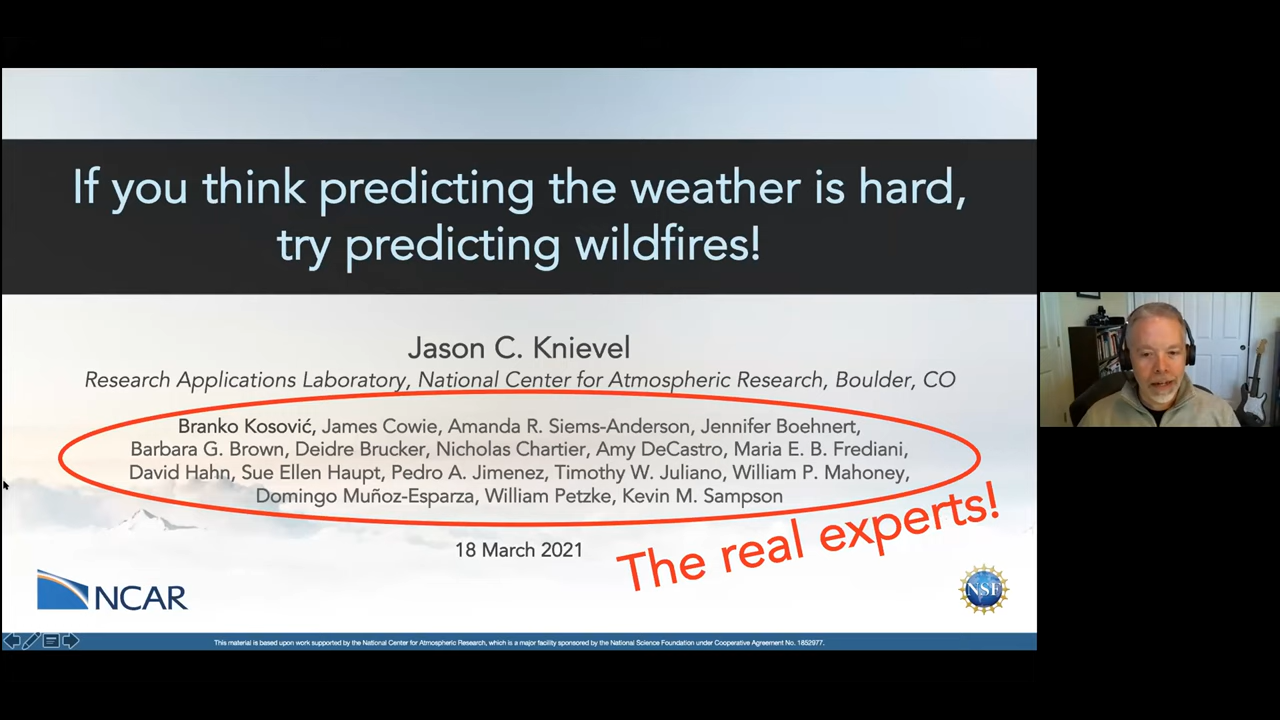 If you think predicting the weather is hard,
try predicting wildfires!
Jason C. Knievel
Research Applications Laboratory, National Center for Atmospheric Research, Boulder, CO
Branko Kosović, James Cowie, Amanda R. Siems-Anderson, Jennifer Boehnert,
Barbara G. Brown, Deidre Brucker, Nicholas Chartier, Amy DeCastro, Maria E. B. Frediani,
David Hahn, Sue Ellen Haupt, Pedro A. Jimenez, Timothy W. Juliano, William P. Mahoney,
Domingo Muñoz-Esparza, William Petzke, Kevin M. Sampson
The real experts!
18 March 2021
NCAR
NSF
This material is based upon work supported by the National Center for Atmospheric Research, which is a major facility sponsored by the National Science Foundation under Cooperative Agreement No. 1852977.